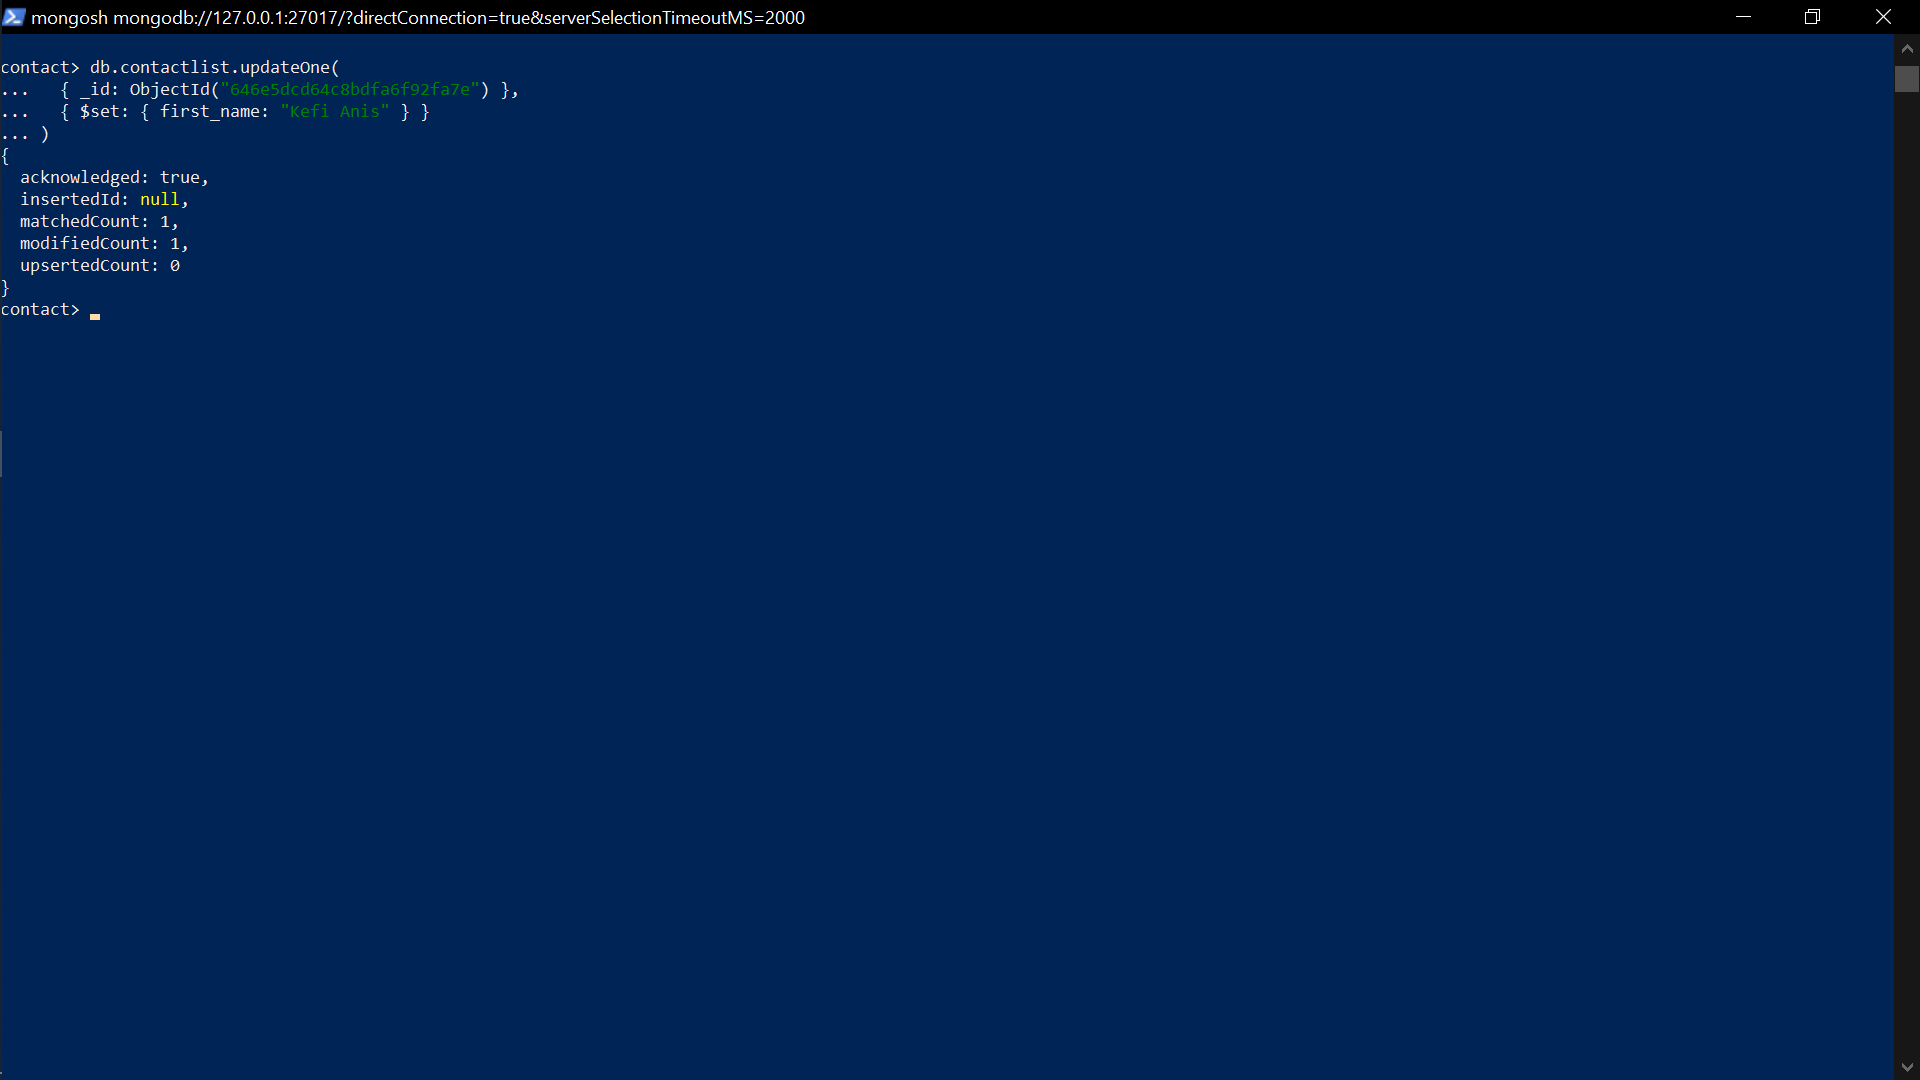 mongosh mongodb://127.0.0.1:27017/?directConnection=true&serverSelectionTimeoutMS=2000
contact> db.contactlist.updateOne(
...   { _id: ObjectId("646e5dcd64c8bdfa6f92fa7e") },
...   { $set: { first_name: "Kefi Anis" } }
... )
{
  acknowledged: true,
  insertedId: null,
  matchedCount: 1,
  modifiedCount: 1,
  upsertedCount: 0
}
contact>